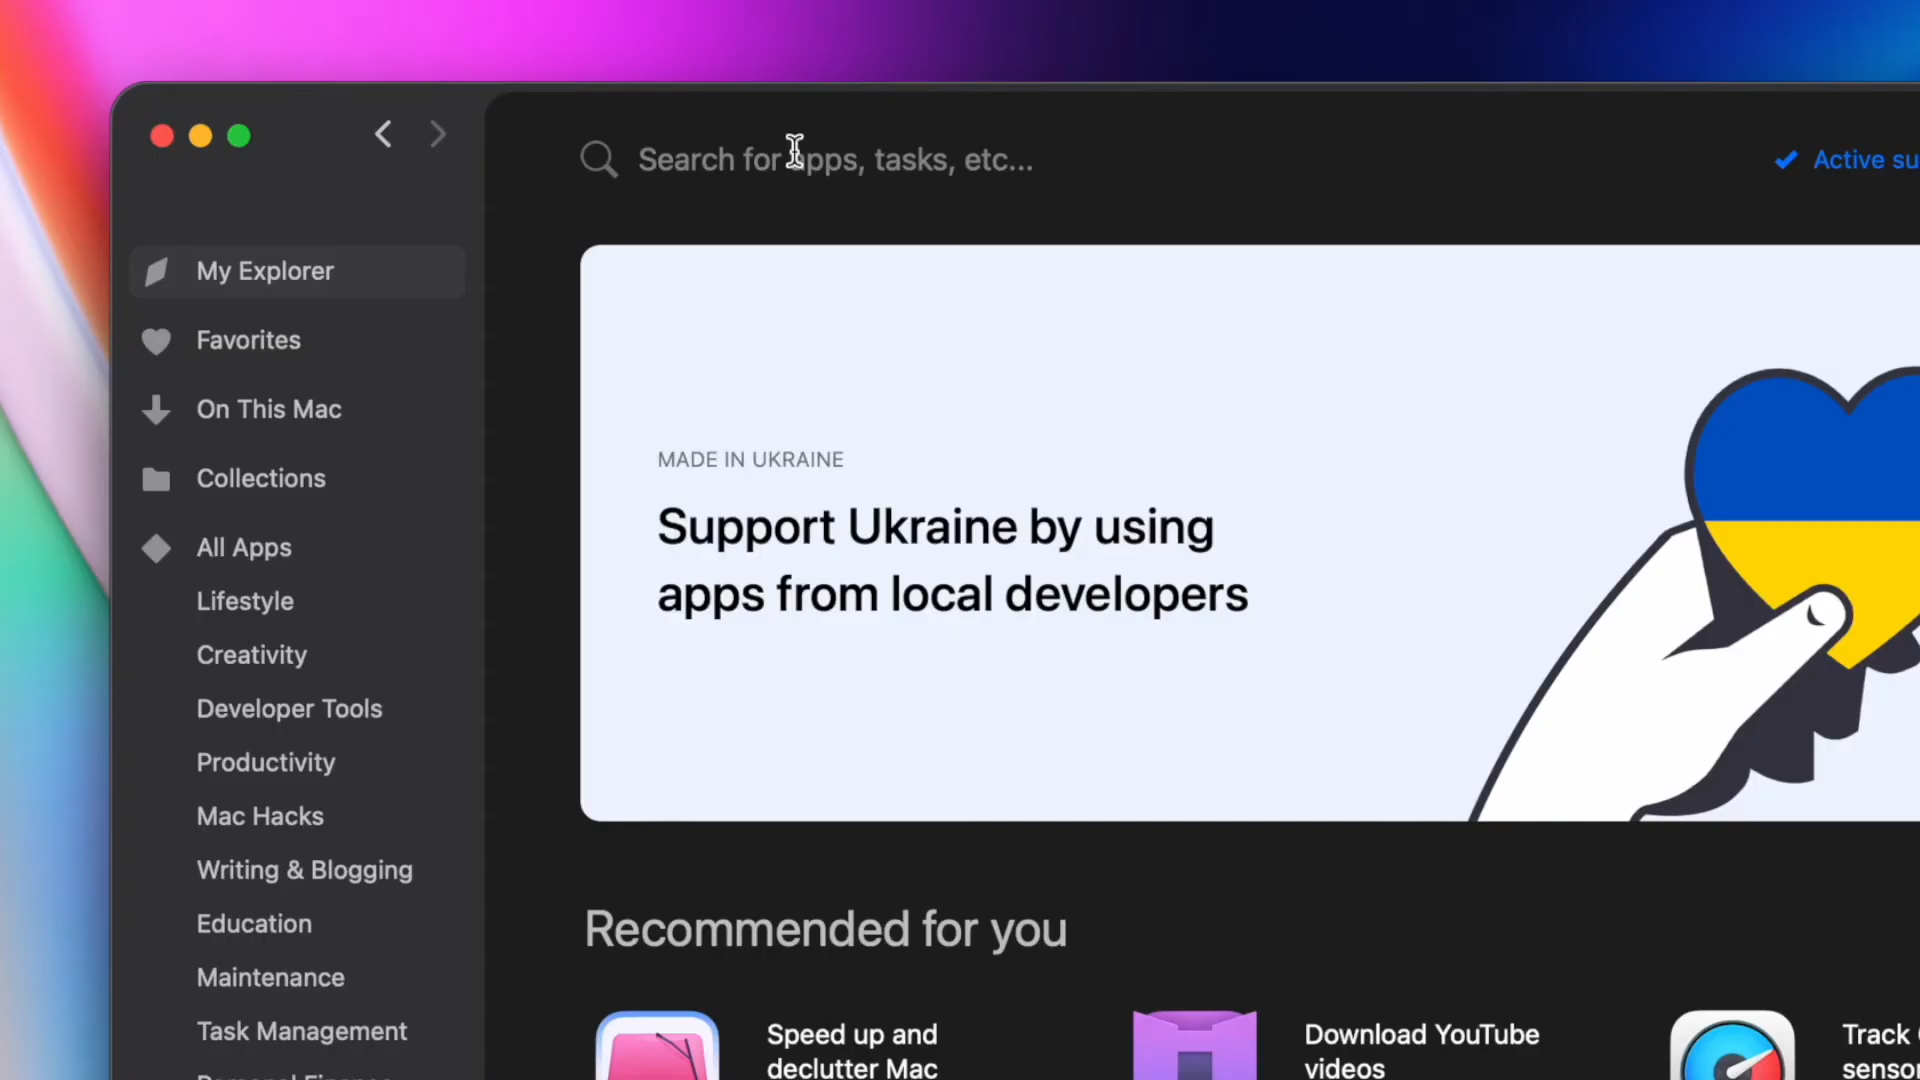 Search for apps, tasks, etc...
Active
My Explorer
Favorites
On This Mac
Collections
All Apps
Lifestyle
Creativity
Developer Tools
Productivity
Mac Hacks
Writing & Blogging
Education
Maintenance
Task Management
MADE IN UKRAINE
Support Ukraine by using
apps from local developers
Recommended for you
Speed up and
declutter Mac
Download YouTube
videos
Track